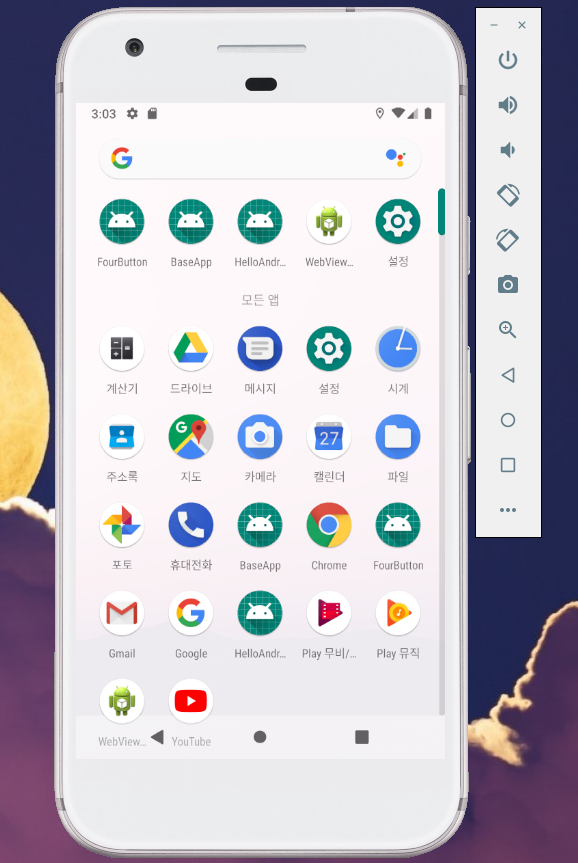 3:03
G
FourButton BaseApp HelloAndr… WebView… 설정
모든 앱
계산기 드라이브 메시지 설정 시계
G
27
주소록 지도 카메라 캘린더 파일
포토 휴대전화 BaseApp Chrome FourButton
G
Gmail Google HelloAndr… Play 무비/… Play 뮤직
WebView… YouTube